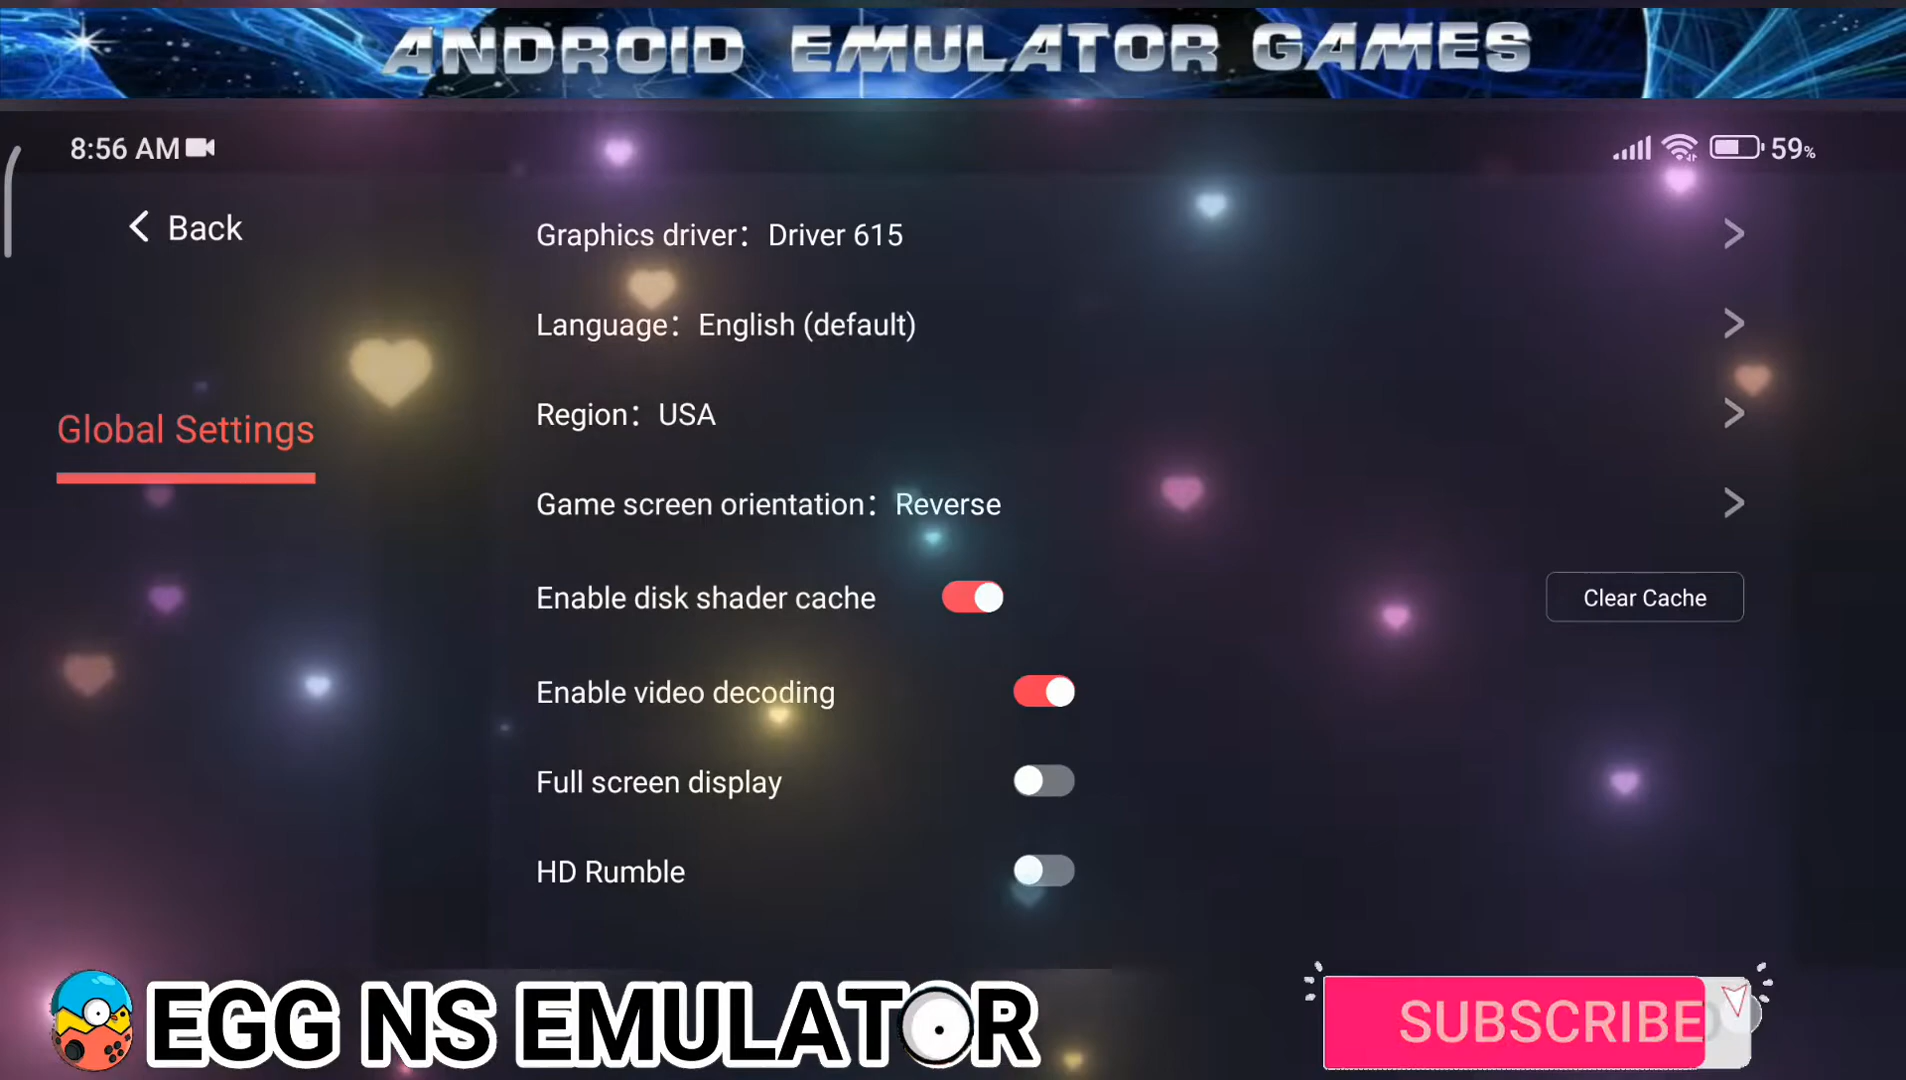 ANDROID EMULATOR GAMES
8:56 AM
59%
Back
Graphics driver: Driver 615
Language: English (default)
Global Settings
Region: USA
Game screen orientation: Reverse
Enable disk shader cache
Clear Cache
Enable video decoding
Full screen display
HD Rumble
EGG NS EMULATOR
SUBSCRIBE